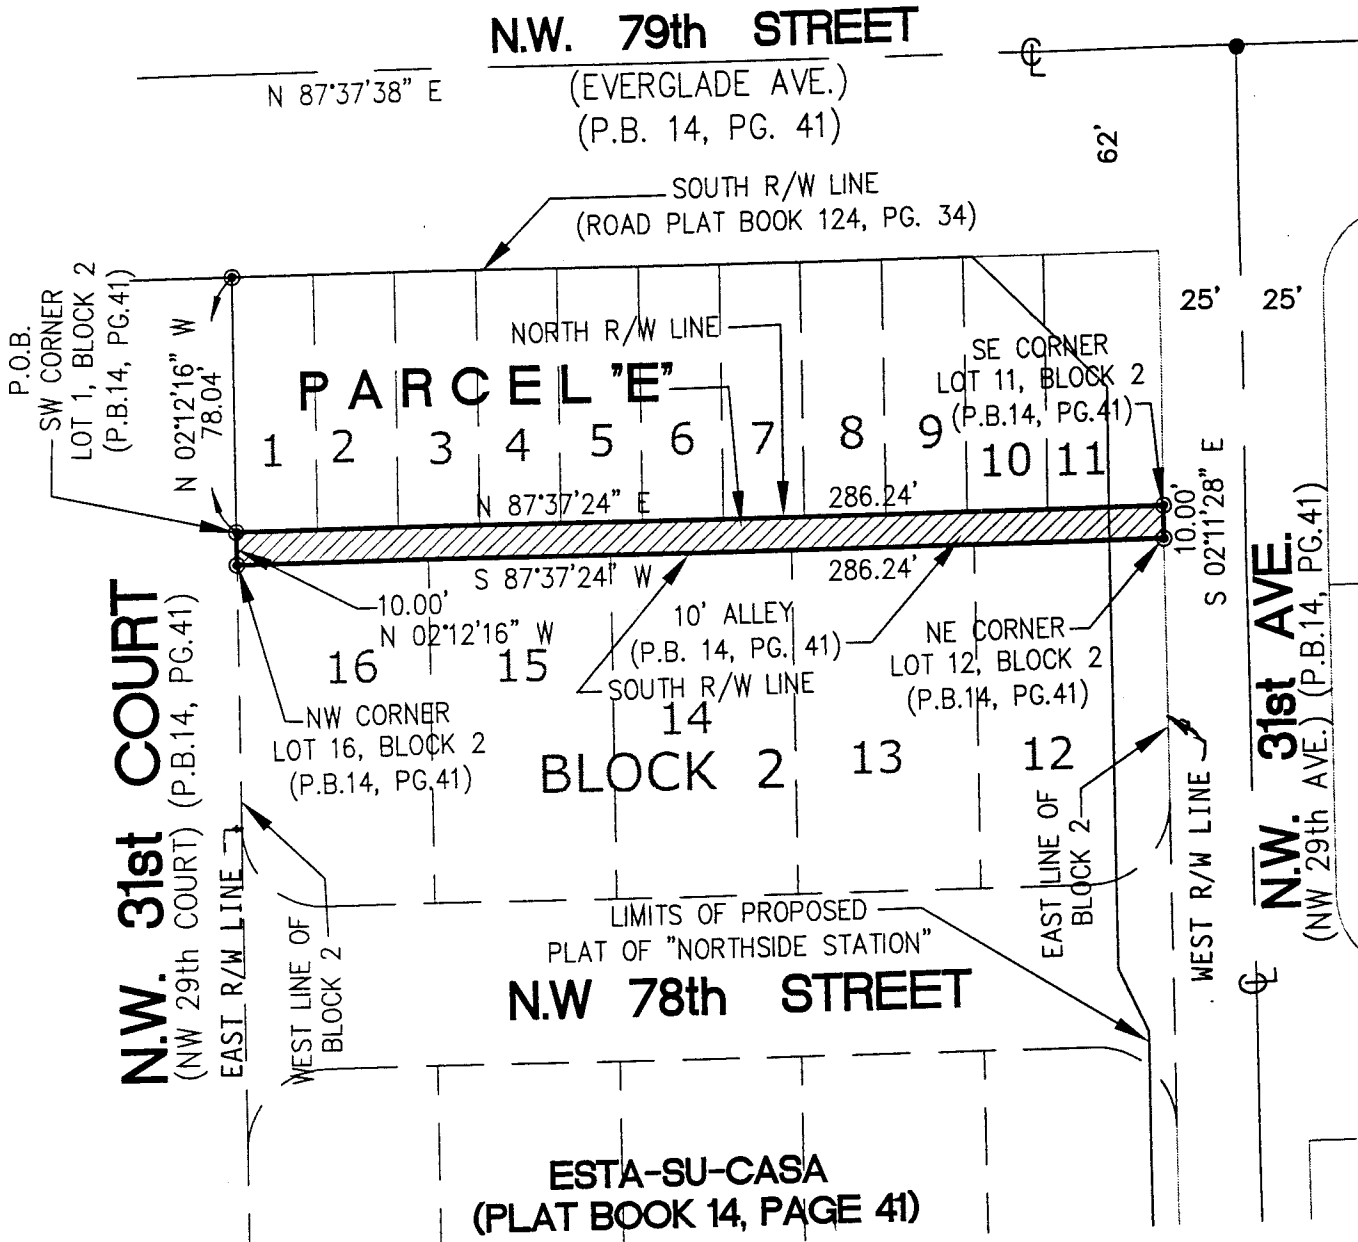 N.W. 79th STREET
N 87°37'38" E
(EVERGLADE AVE.)
(P.B. 14, PG. 41)
C
L
62'
SOUTH R/W LINE
(ROAD PLAT BOOK 124, PG. 34)
P.O.B.
SW CORNER
LOT 1, BLOCK 2
(P.B.14, PG.41)
N 02°12'16" W
78.04'
25'
25'
NORTH R/W LINE
PARCEL "E"
SE CORNER
LOT 11, BLOCK 2
(P.B.14, PG.41)
1
2
3
4
5
6
7
8
9
10
11
N 87°37'24" E
286.24'
10.00'
S 02°11'28" E
S 87°37'24" W
286.24'
10.00'
N 02°12'16" W
10' ALLEY
(P.B. 14, PG. 41)
NE CORNER
LOT 12, BLOCK 2
(P.B.14, PG.41)
SOUTH R/W LINE
16
15
14
13
12
NW CORNER
LOT 16, BLOCK 2
(P.B.14, PG.41)
BLOCK 2
N.W. 31st COURT
(NW 29th COURT) (P.B.14, PG.41)
EAST R/W LINE
WEST LINE OF
BLOCK 2
EAST LINE OF
BLOCK 2
WEST R/W LINE
N.W. 31st AVE.
(NW 29th AVE.) (P.B.14, PG.41)
C
L
LIMITS OF PROPOSED
PLAT OF "NORTHSIDE STATION"
N.W 78th STREET
ESTA-SU-CASA
(PLAT BOOK 14, PAGE 41)